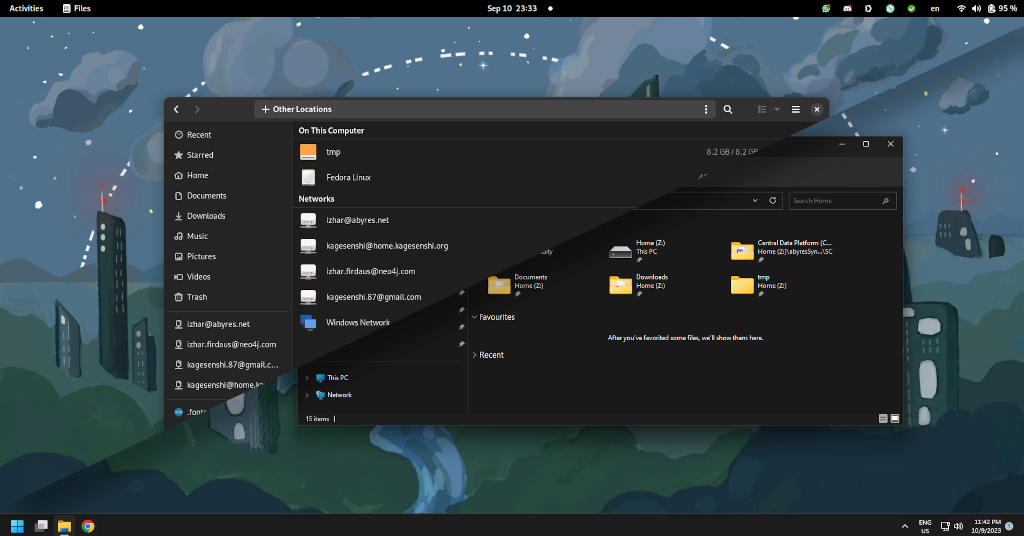 Activities
Files
Sep 10 23:33
en
95 %
Other Locations
Recent
Starred
Home
Documents
Downloads
Music
Pictures
Videos
Trash
izhar@abyres.net
izhar.firdaus@neo4j.com
kagesenshi.87@gmail.c...
kagesenshi@home.ka
.fonts
On This Computer
tmp
8.2 GB / 8.2 GB
Fedora Linux
Networks
izhar@abyres.net
kagesenshi@home.kagesenshi.org
izhar.firdaus@neo4j.com
kagesenshi.87@gmail.com
Windows Network
Search Home
Home (Z:)
This PC
Central Data Platform (C...
Home (Z:)\abyresSyn...\SC
Documents
Home (Z:)
Downloads
Home (Z:)
tmp
Home (Z:)
Favourites
After you've favorited some files, we'll show them here.
Recent
This PC
Network
15 items
ENG
US
11:42 PM
10/9/2023